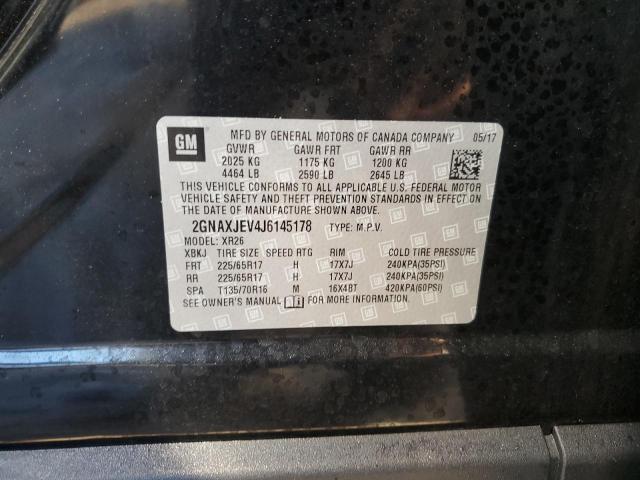 GM
MFD BY GENERAL MOTORS OF CANADA COMPANY 05/17
GVWR GAWR FRT GAWR RR
2025 KG 1175 KG 1200 KG
4464 LB 2590 LB 2645 LB
THIS VEHICLE CONFORMS TO ALL APPLICABLE U.S. FEDERAL MOTOR
VEHICLE SAFETY AND THEFT PREVENTION STANDARDS IN EFFECT ON
THE DATE OF MANUFACTURE SHOWN ABOVE.
2GNAXJEV4J6145178 TYPE: M.P.V.
MODEL: XR26
XBKJ TIRE SIZE SPEED RTG RIM COLD TIRE PRESSURE
FRT 225/65R17 H 17X7J 240KPA(35PSI)
RR 225/65R17 H 17X7J 240KPA(35PSI)
SPA T135/70R16 M 16X4BT 420KPA(60PSI)
SEE OWNER'S MANUAL FOR MORE INFORMATION.